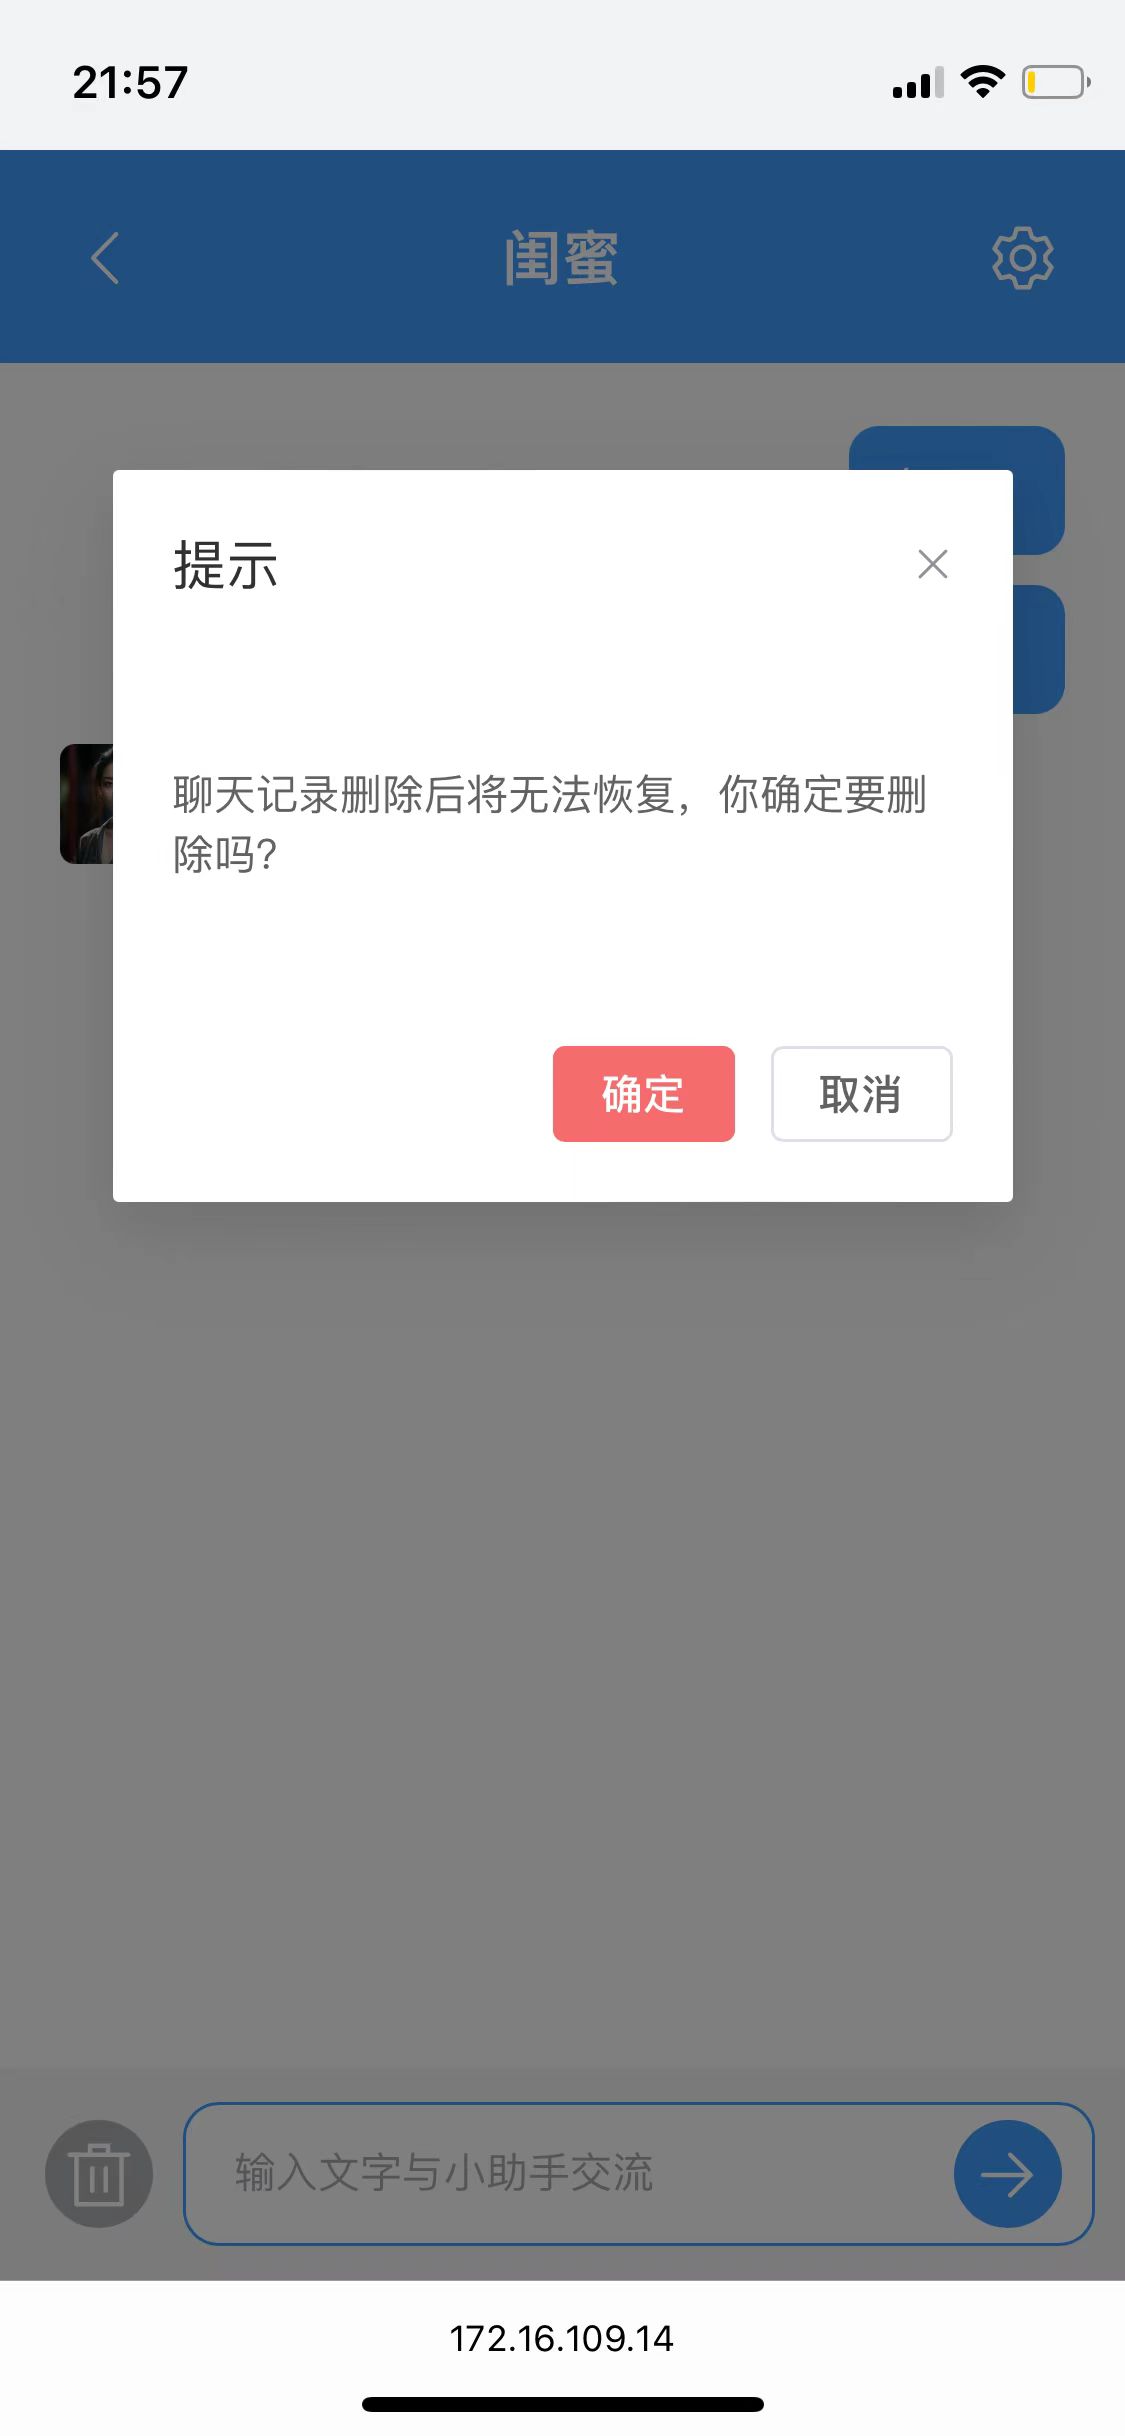 21:57
闺蜜
提示
聊天记录删除后将无法恢复，你确定要删
除吗？
确定
取消
输入文字与小助手交流
172.16.109.14